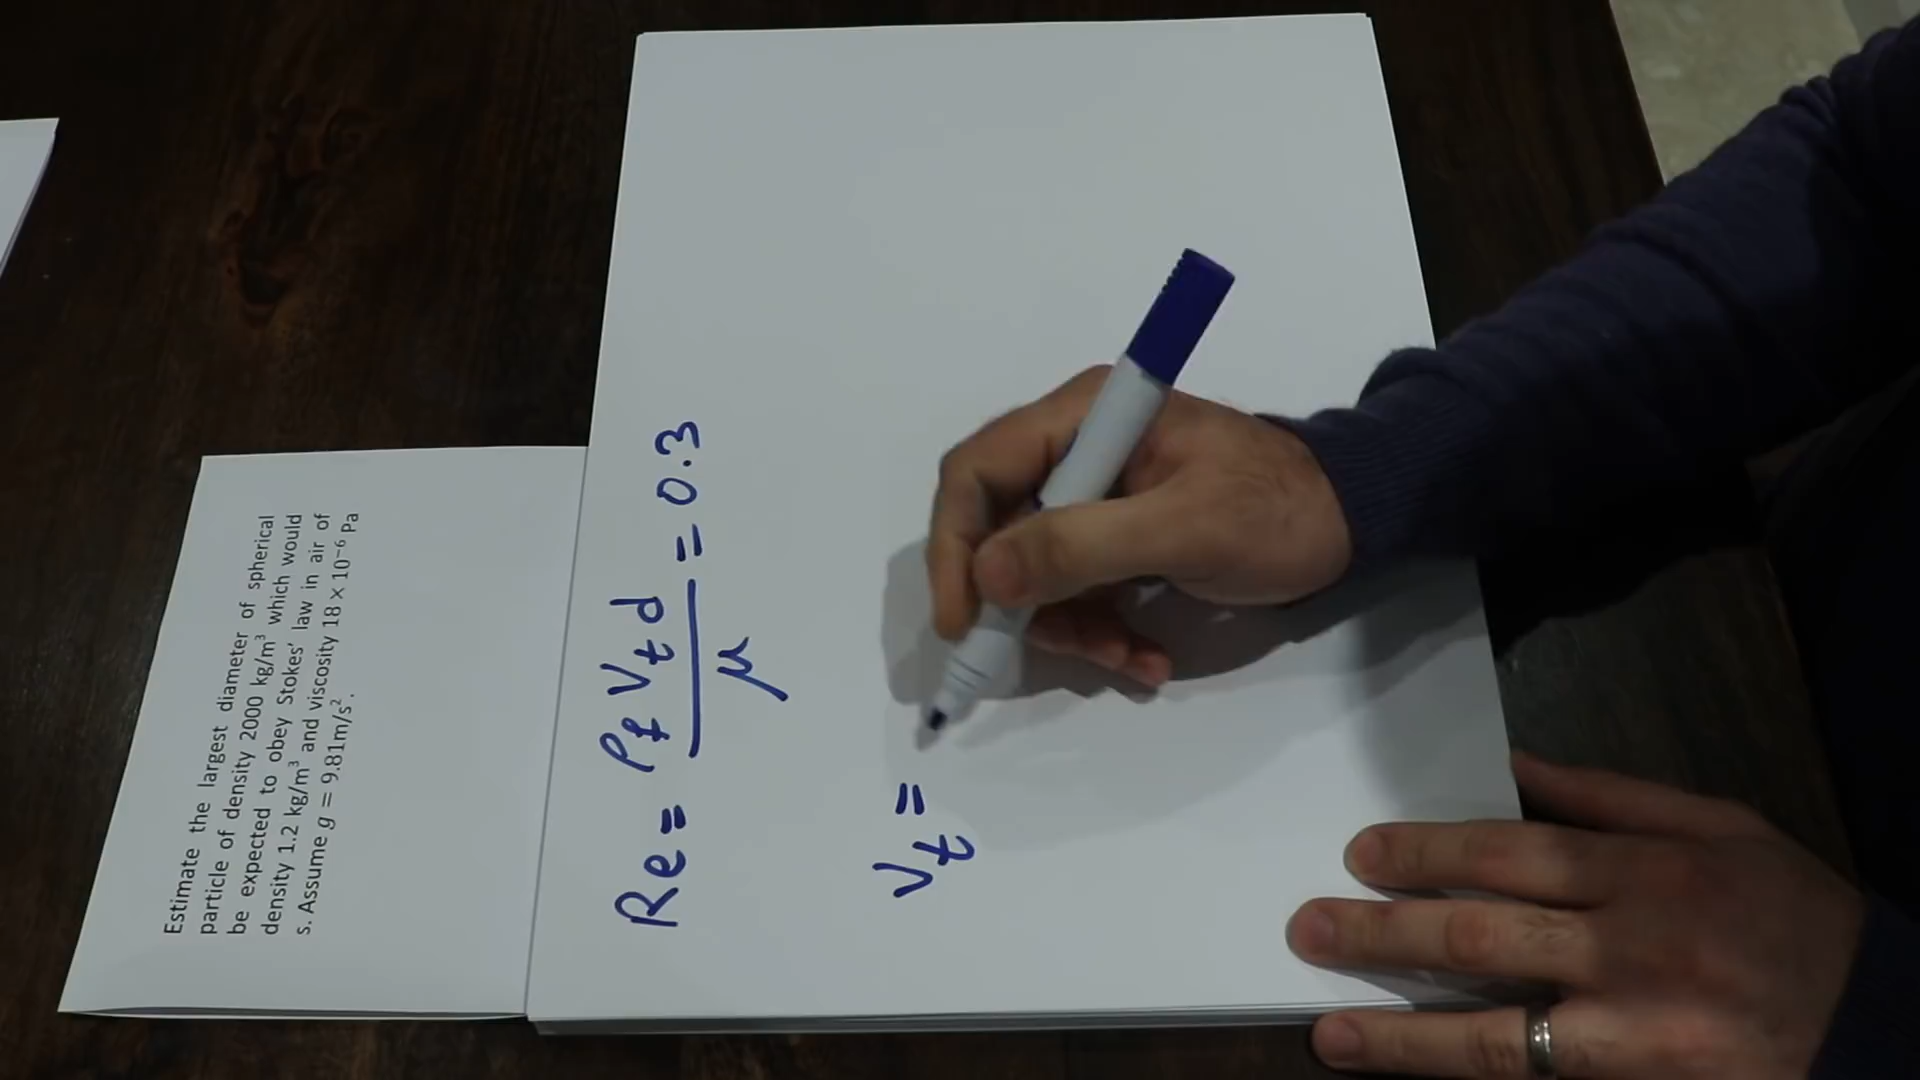 Estimate the largest diameter of spherical
particle of density 2000 kg/m³ which would
be expected to obey Stokes' law in air of
density 1.2 kg/m³ and viscosity 18 × 10⁻⁶ Pa
s. Assume g = 9.81m/s².
Re = ρf Vt d / μ = 0.3
Vt =